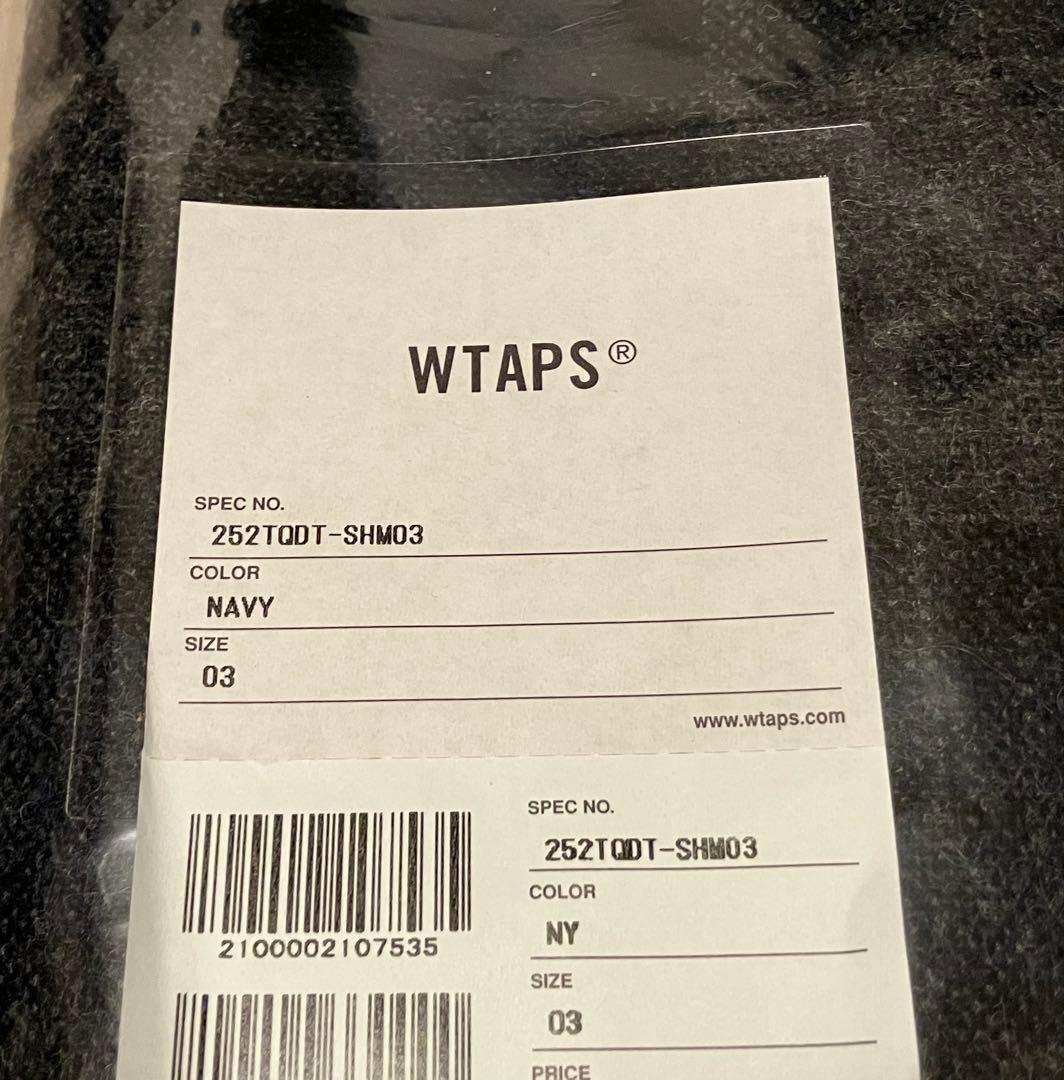 WTAPS®
SPEC NO.
252TQDT-SHM03
COLOR
NAVY
SIZE
03
www.wtaps.com
2100002107535
SPEC NO.
252TQDT-SHM03
COLOR
NY
SIZE
03
PRICE